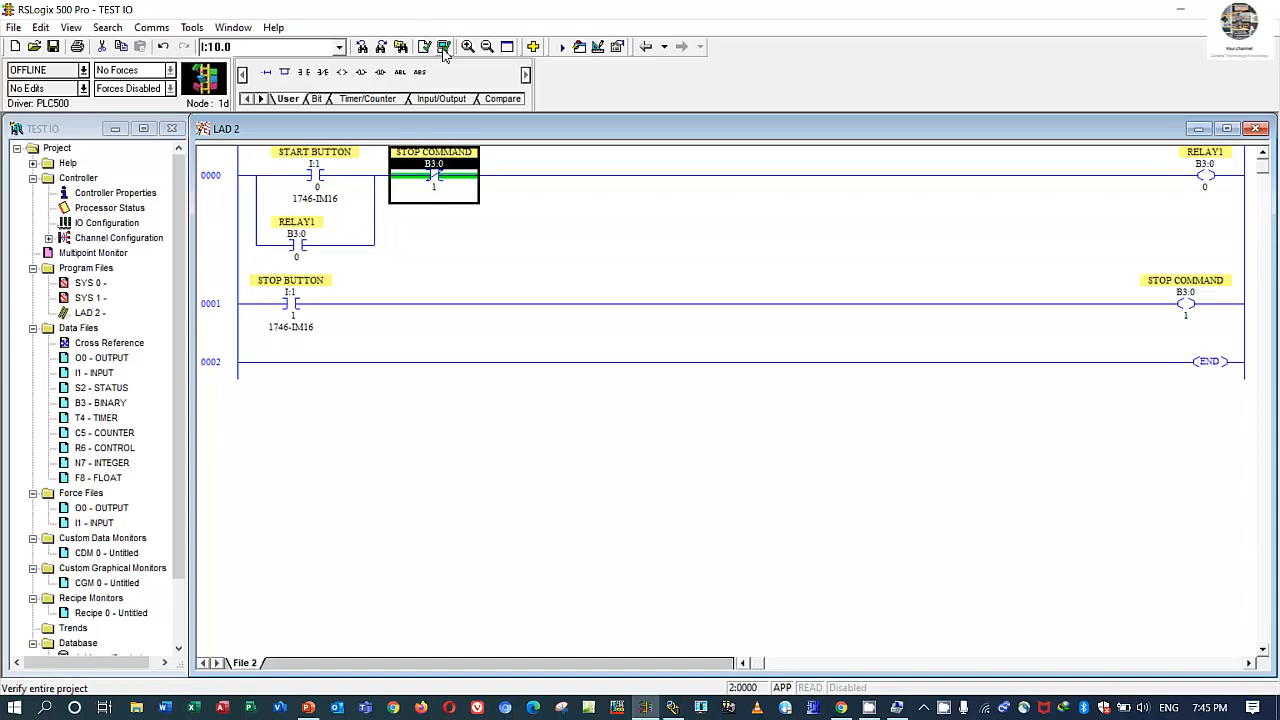 RSLogix 500 Pro - TEST IO
File Edit View Search Comms Tools Window Help
I:10.0
OFFLINE No Forces
No Edits Forces Disabled
Driver: PLC500 Node : 1d
User Bit Timer/Counter Input/Output Compare
ABL ABS
Your channel
TEST IO
Project
Help
Controller
Controller Properties
Processor Status
IO Configuration
Channel Configuration
Multipoint Monitor
Program Files
SYS 0 -
SYS 1 -
LAD 2 -
Data Files
Cross Reference
O0 - OUTPUT
I1 - INPUT
S2 - STATUS
B3 - BINARY
T4 - TIMER
C5 - COUNTER
R6 - CONTROL
N7 - INTEGER
F8 - FLOAT
Force Files
O0 - OUTPUT
I1 - INPUT
Custom Data Monitors
CDM 0 - Untitled
Custom Graphical Monitors
CGM 0 - Untitled
Recipe Monitors
Recipe 0 - Untitled
Trends
Database
LAD 2
START BUTTON STOP COMMAND RELAY1
I:1 B3:0 B3:0
0000
0 1 0
1746-IM16
RELAY1
B3:0
0
STOP BUTTON STOP COMMAND
I:1 B3:0
0001
1 1
1746-IM16
0002 END
File 2
Verify entire project 2:0000 APP READ Disabled
ENG 7:45 PM